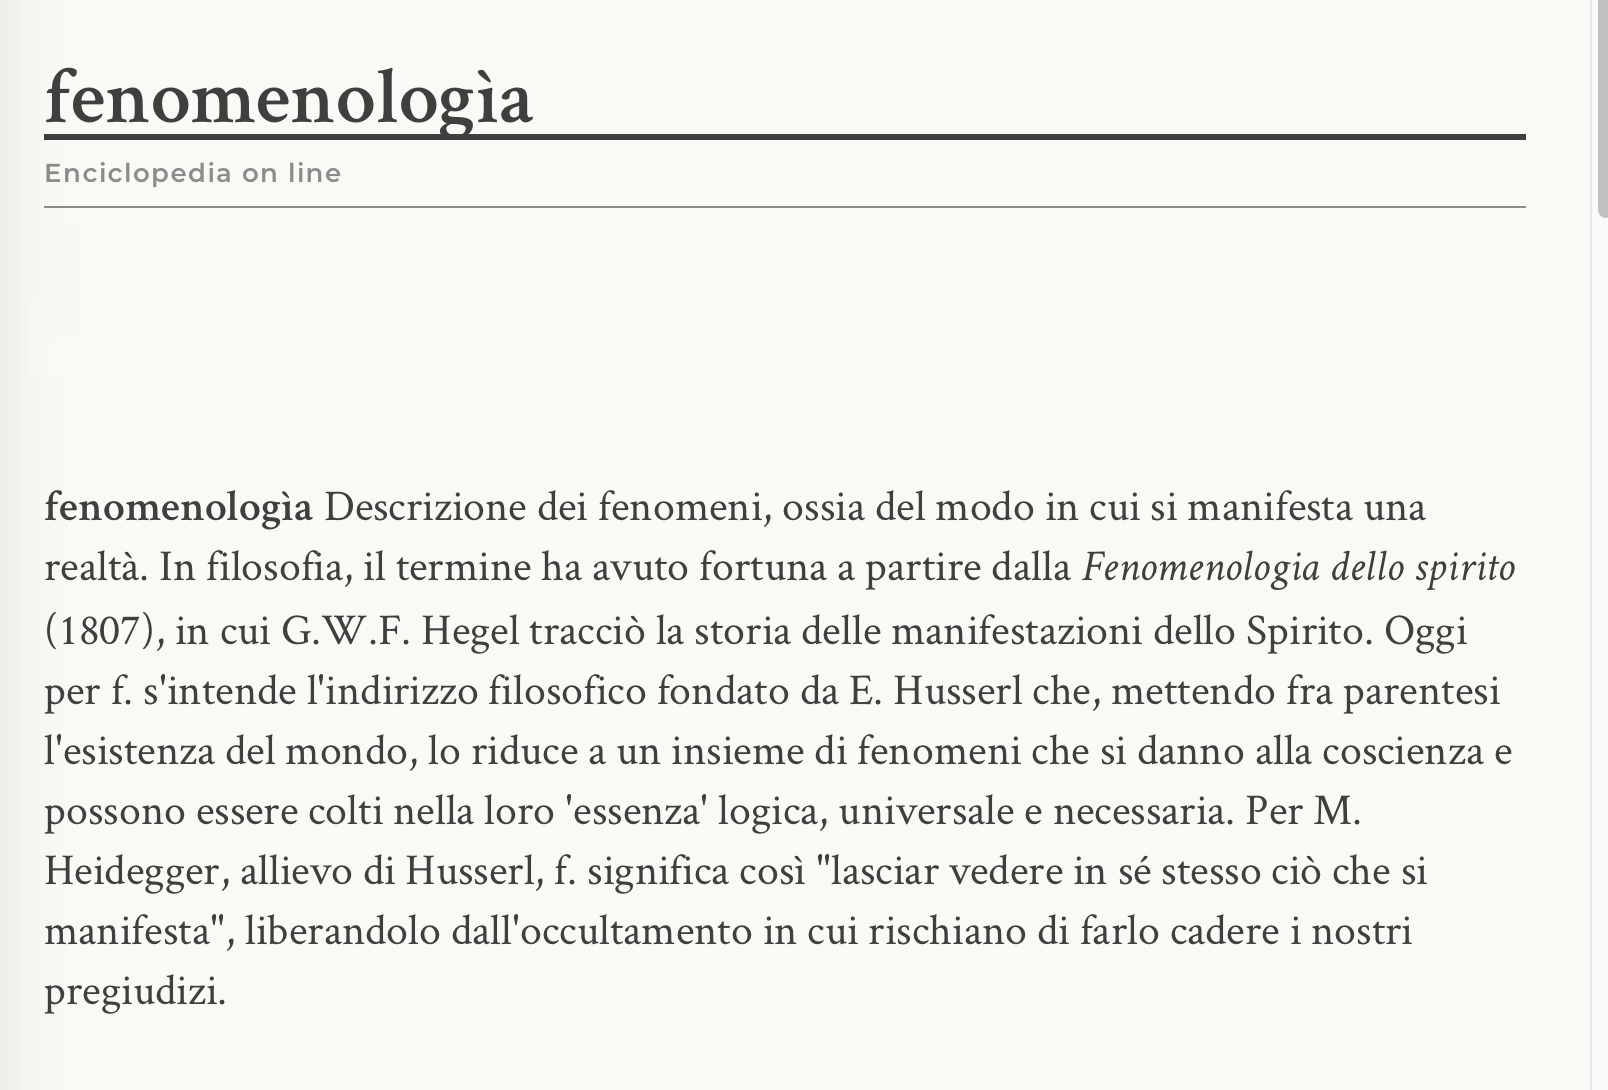 fenomenologìa
Enciclopedia on line
fenomenologìa Descrizione dei fenomeni, ossia del modo in cui si manifesta una
realtà. In filosofia, il termine ha avuto fortuna a partire dalla Fenomenologia dello spirito
(1807), in cui G.W.F. Hegel tracciò la storia delle manifestazioni dello Spirito. Oggi
per f. s'intende l'indirizzo filosofico fondato da E. Husserl che, mettendo fra parentesi
l'esistenza del mondo, lo riduce a un insieme di fenomeni che si danno alla coscienza e
possono essere colti nella loro 'essenza' logica, universale e necessaria. Per M.
Heidegger, allievo di Husserl, f. significa così "lasciar vedere in sé stesso ciò che si
manifesta", liberandolo dall'occultamento in cui rischiano di farlo cadere i nostri
pregiudizi.